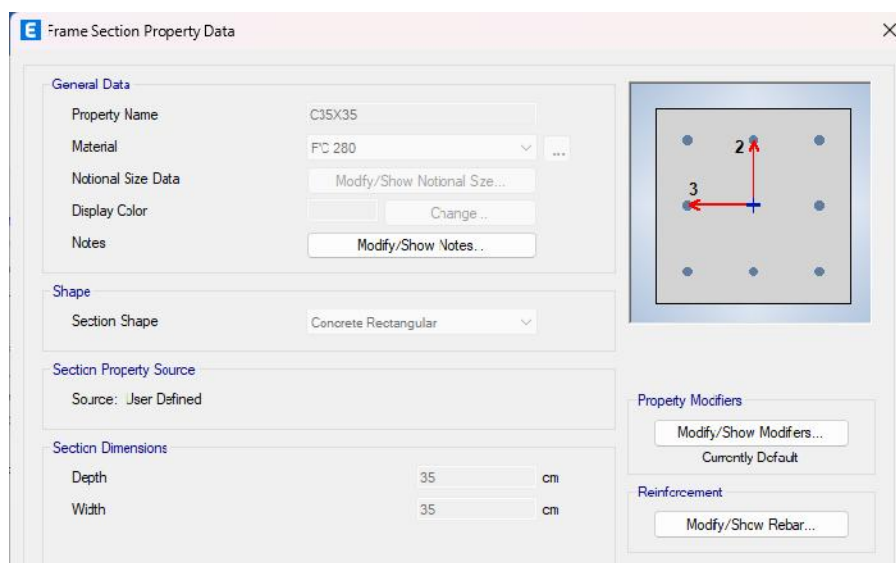 E Frame Section Property Data
General Data
Property Name C35X35
Material F'C 280 ...
Notional Size Data Modify/Show Notional Size...
Display Color Change...
Notes Modify/Show Notes...
2
3
Shape
Section Shape Concrete Rectangular
Section Property Source
Source: User Defined
Property Modifiers
Modify/Show Modifiers...
Currently Default
Section Dimensions
Depth 35 cm
Width 35 cm
Reinforcement
Modify/Show Rebar...